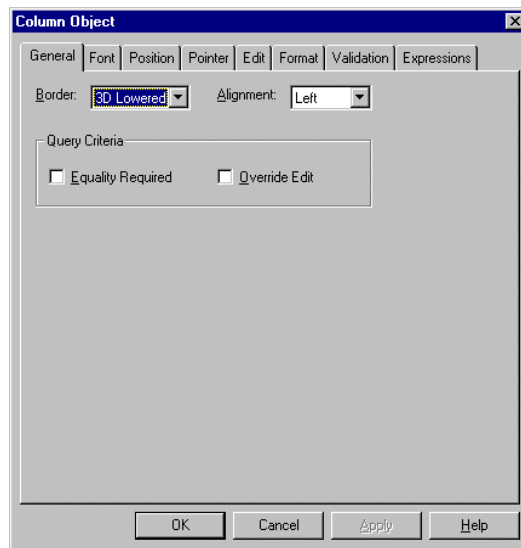 Column Object
General Font Position Pointer Edit Format Validation Expressions
Border: 3D Lowered Alignment: Left
Query Criteria
Equality Required Override Edit
OK Cancel Apply Help